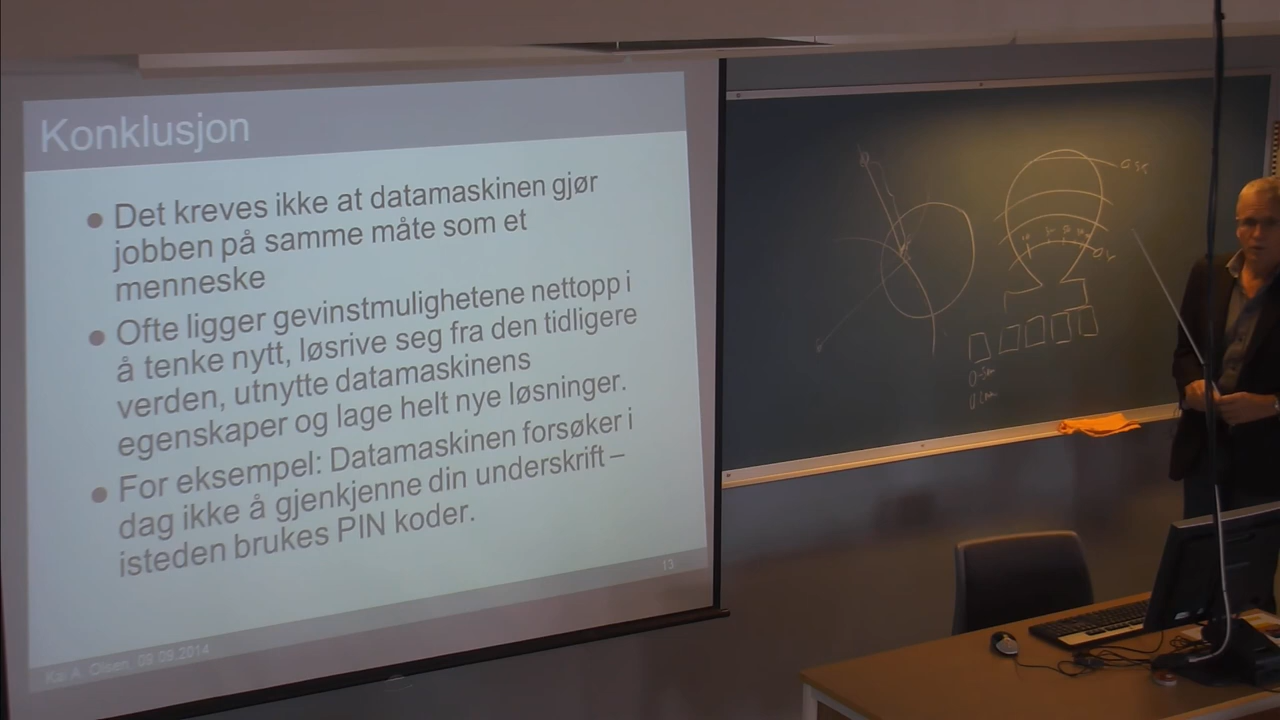 Konklusjon
Det kreves ikke at datamaskinen gjør
jobben på samme måte som et
menneske
Ofte ligger gevinstmulighetene nettopp i
å tenke nytt, løsrive seg fra den tidligere
verden, utnytte datamaskinens
egenskaper og lage helt nye løsninger.
For eksempel: Datamaskinen forsøker i
dag ikke å gjenkjenne din underskrift –
isteden brukes PIN koder.
13
Kai A. Olsen, 09.09.2014